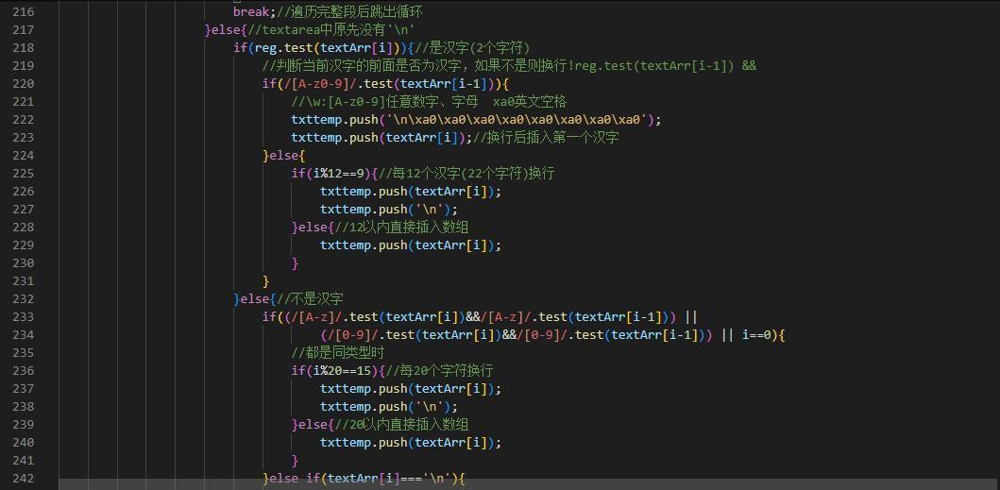 216 break;//遍历完整段后跳出循环
217 }else{//textarea中原先没有'\n'
218 if(reg.test(textArr[i])){//是汉字(2个字符)
219 //判断当前汉字的前面是否为汉字，如果不是则换行!reg.test(textArr[i-1]) &&
220 if(/[A-z0-9]/.test(textArr[i-1])){
221 //\w:[A-z0-9]任意数字、字母  xa0英文空格
222 txttemp.push('\n\xa0\xa0\xa0\xa0\xa0\xa0\xa0\xa0');
223 txttemp.push(textArr[i]);//换行后插入第一个汉字
224 }else{
225 if(i%12==9){//每12个汉字(22个字符)换行
226 txttemp.push(textArr[i]);
227 txttemp.push('\n');
228 }else{//12以内直接插入数组
229 txttemp.push(textArr[i]);
230 }
231 }
232 }else{//不是汉字
233 if((/[A-z]/.test(textArr[i])&&/[A-z]/.test(textArr[i-1])) ||
234 (/[0-9]/.test(textArr[i])&&/[0-9]/.test(textArr[i-1])) || i==0){
235 //都是同类型时
236 if(i%20==15){//每20个字符换行
237 txttemp.push(textArr[i]);
238 txttemp.push('\n');
239 }else{//20以内直接插入数组
240 txttemp.push(textArr[i]);
241 }
242 }else if(textArr[i]==='\n'){